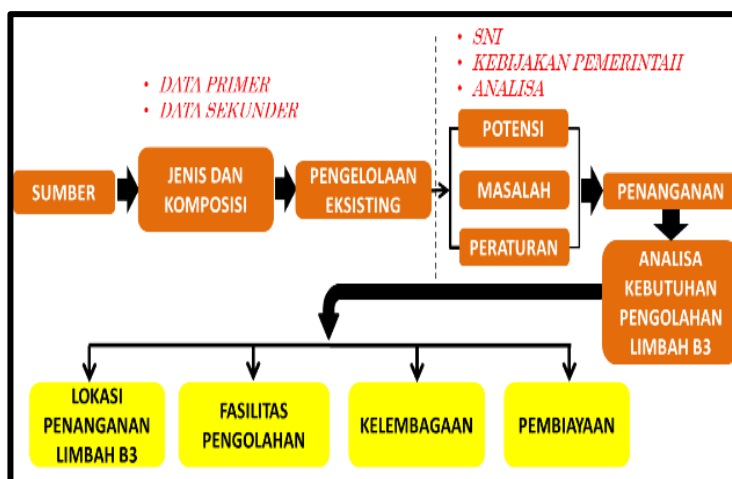 • DATA PRIMER
• DATA SEKUNDER
• SNI
• KEBIJAKAN PEMERINTAH
• ANALISA
SUMBER
JENIS DAN
KOMPOSISI
PENGELOLAAN
EKSISTING
POTENSI
MASALAH
PERATURAN
PENANGANAN
ANALISA
KEBUTUHAN
PENGOLAHAN
LIMBAH B3
LOKASI
PENANGANAN
LIMBAH B3
FASILITAS
PENGOLAHAN
KELEMBAGAAN
PEMBIAYAAN